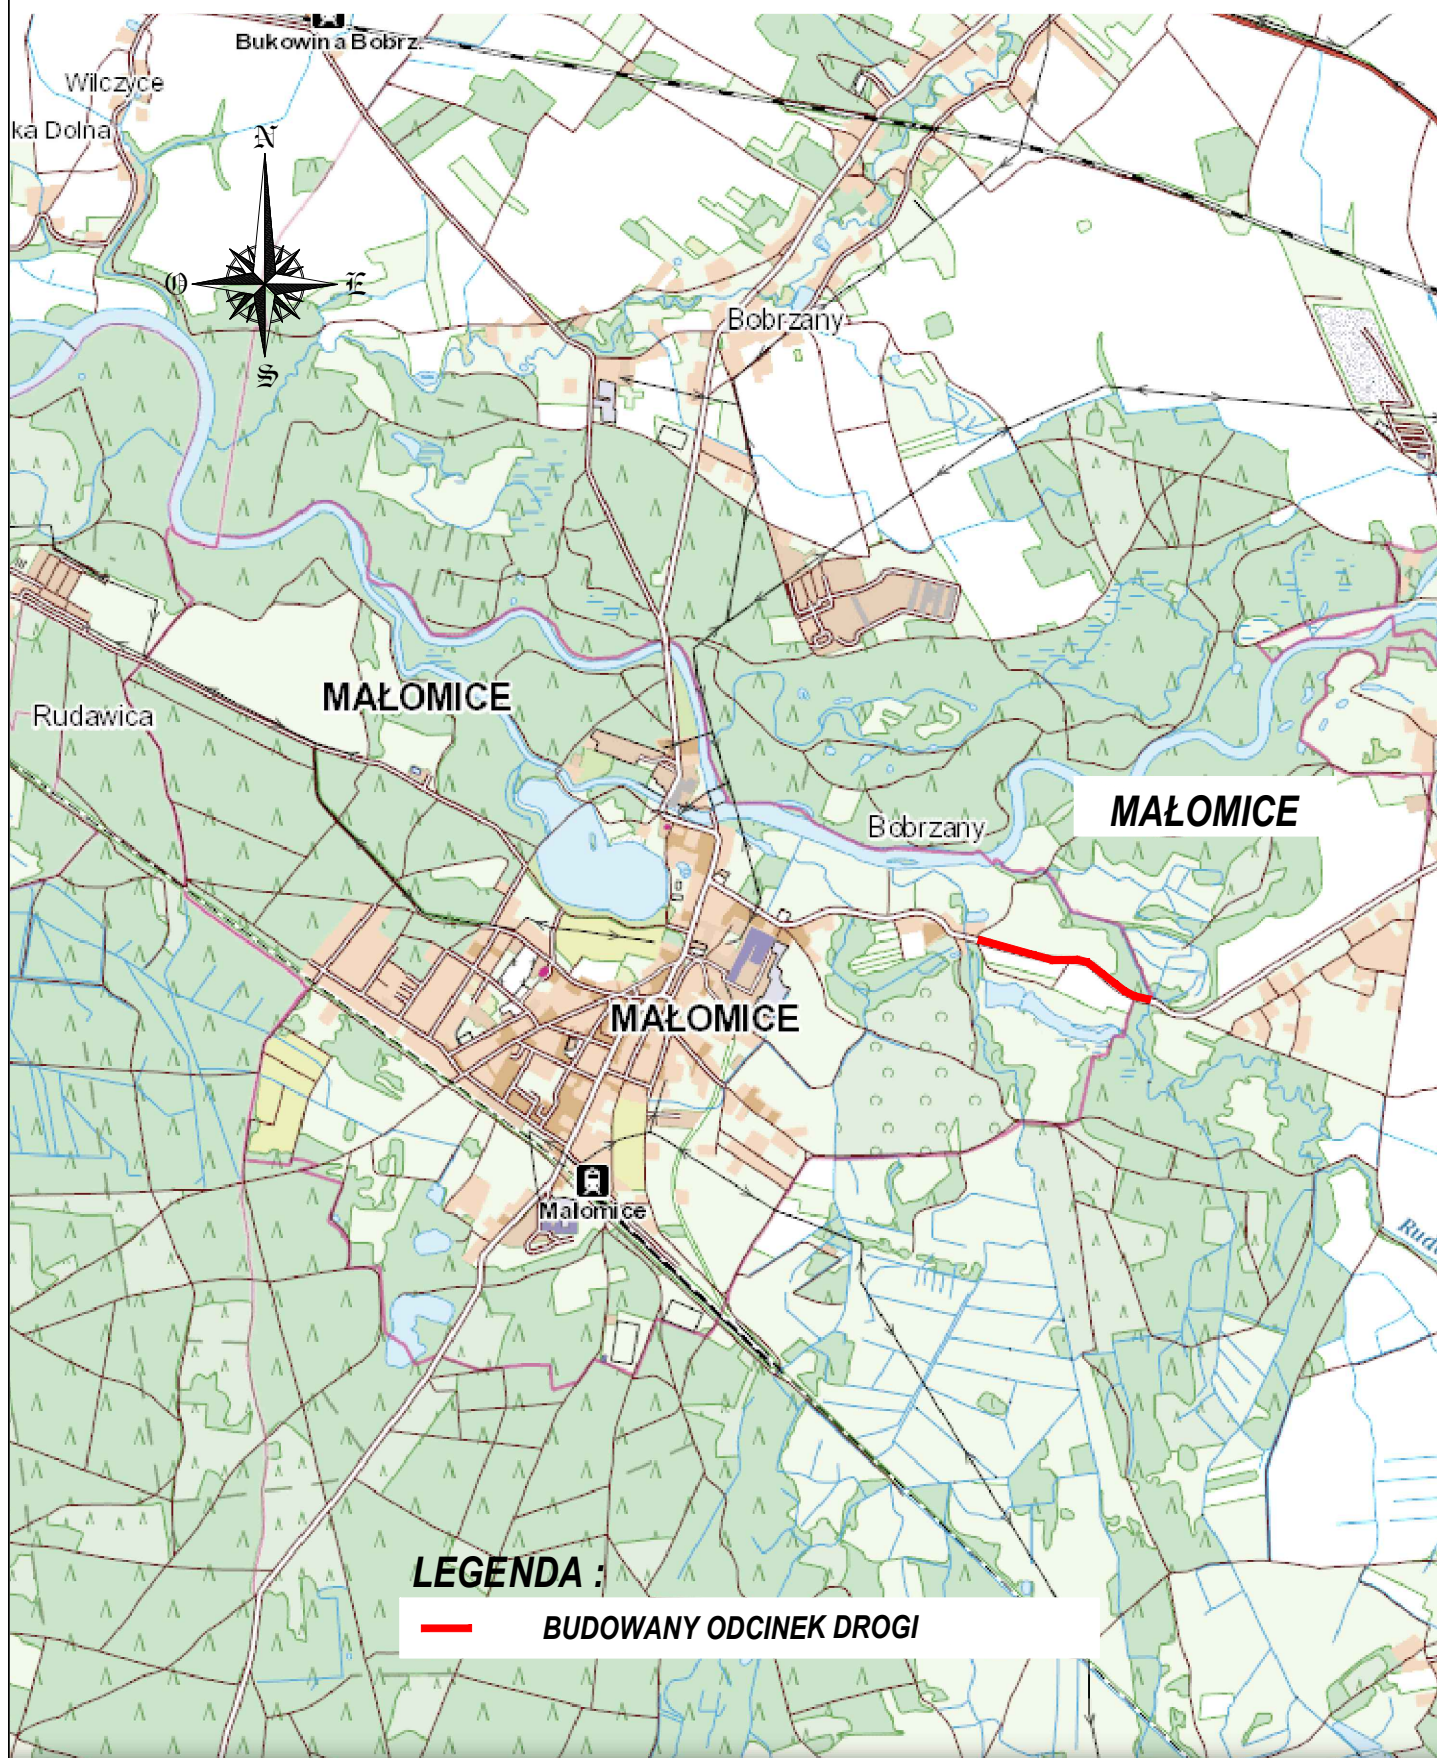 Bukowina Bobrz.
Wilczyce
ka Dolna
N
O
E
S
Bobrzany
MAŁOMICE
Rudawica
MAŁOMICE
Bobrzany
MAŁOMICE
Małomice
LEGENDA :
BUDOWANY ODCINEK DROGI